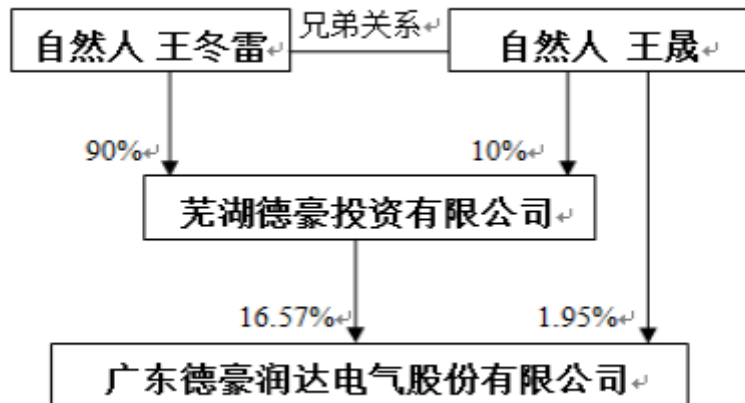 兄弟关系
自然人 王冬雷
自然人 王晟
90%
10%
芜湖德豪投资有限公司
16.57%
1.95%
广东德豪润达电气股份有限公司